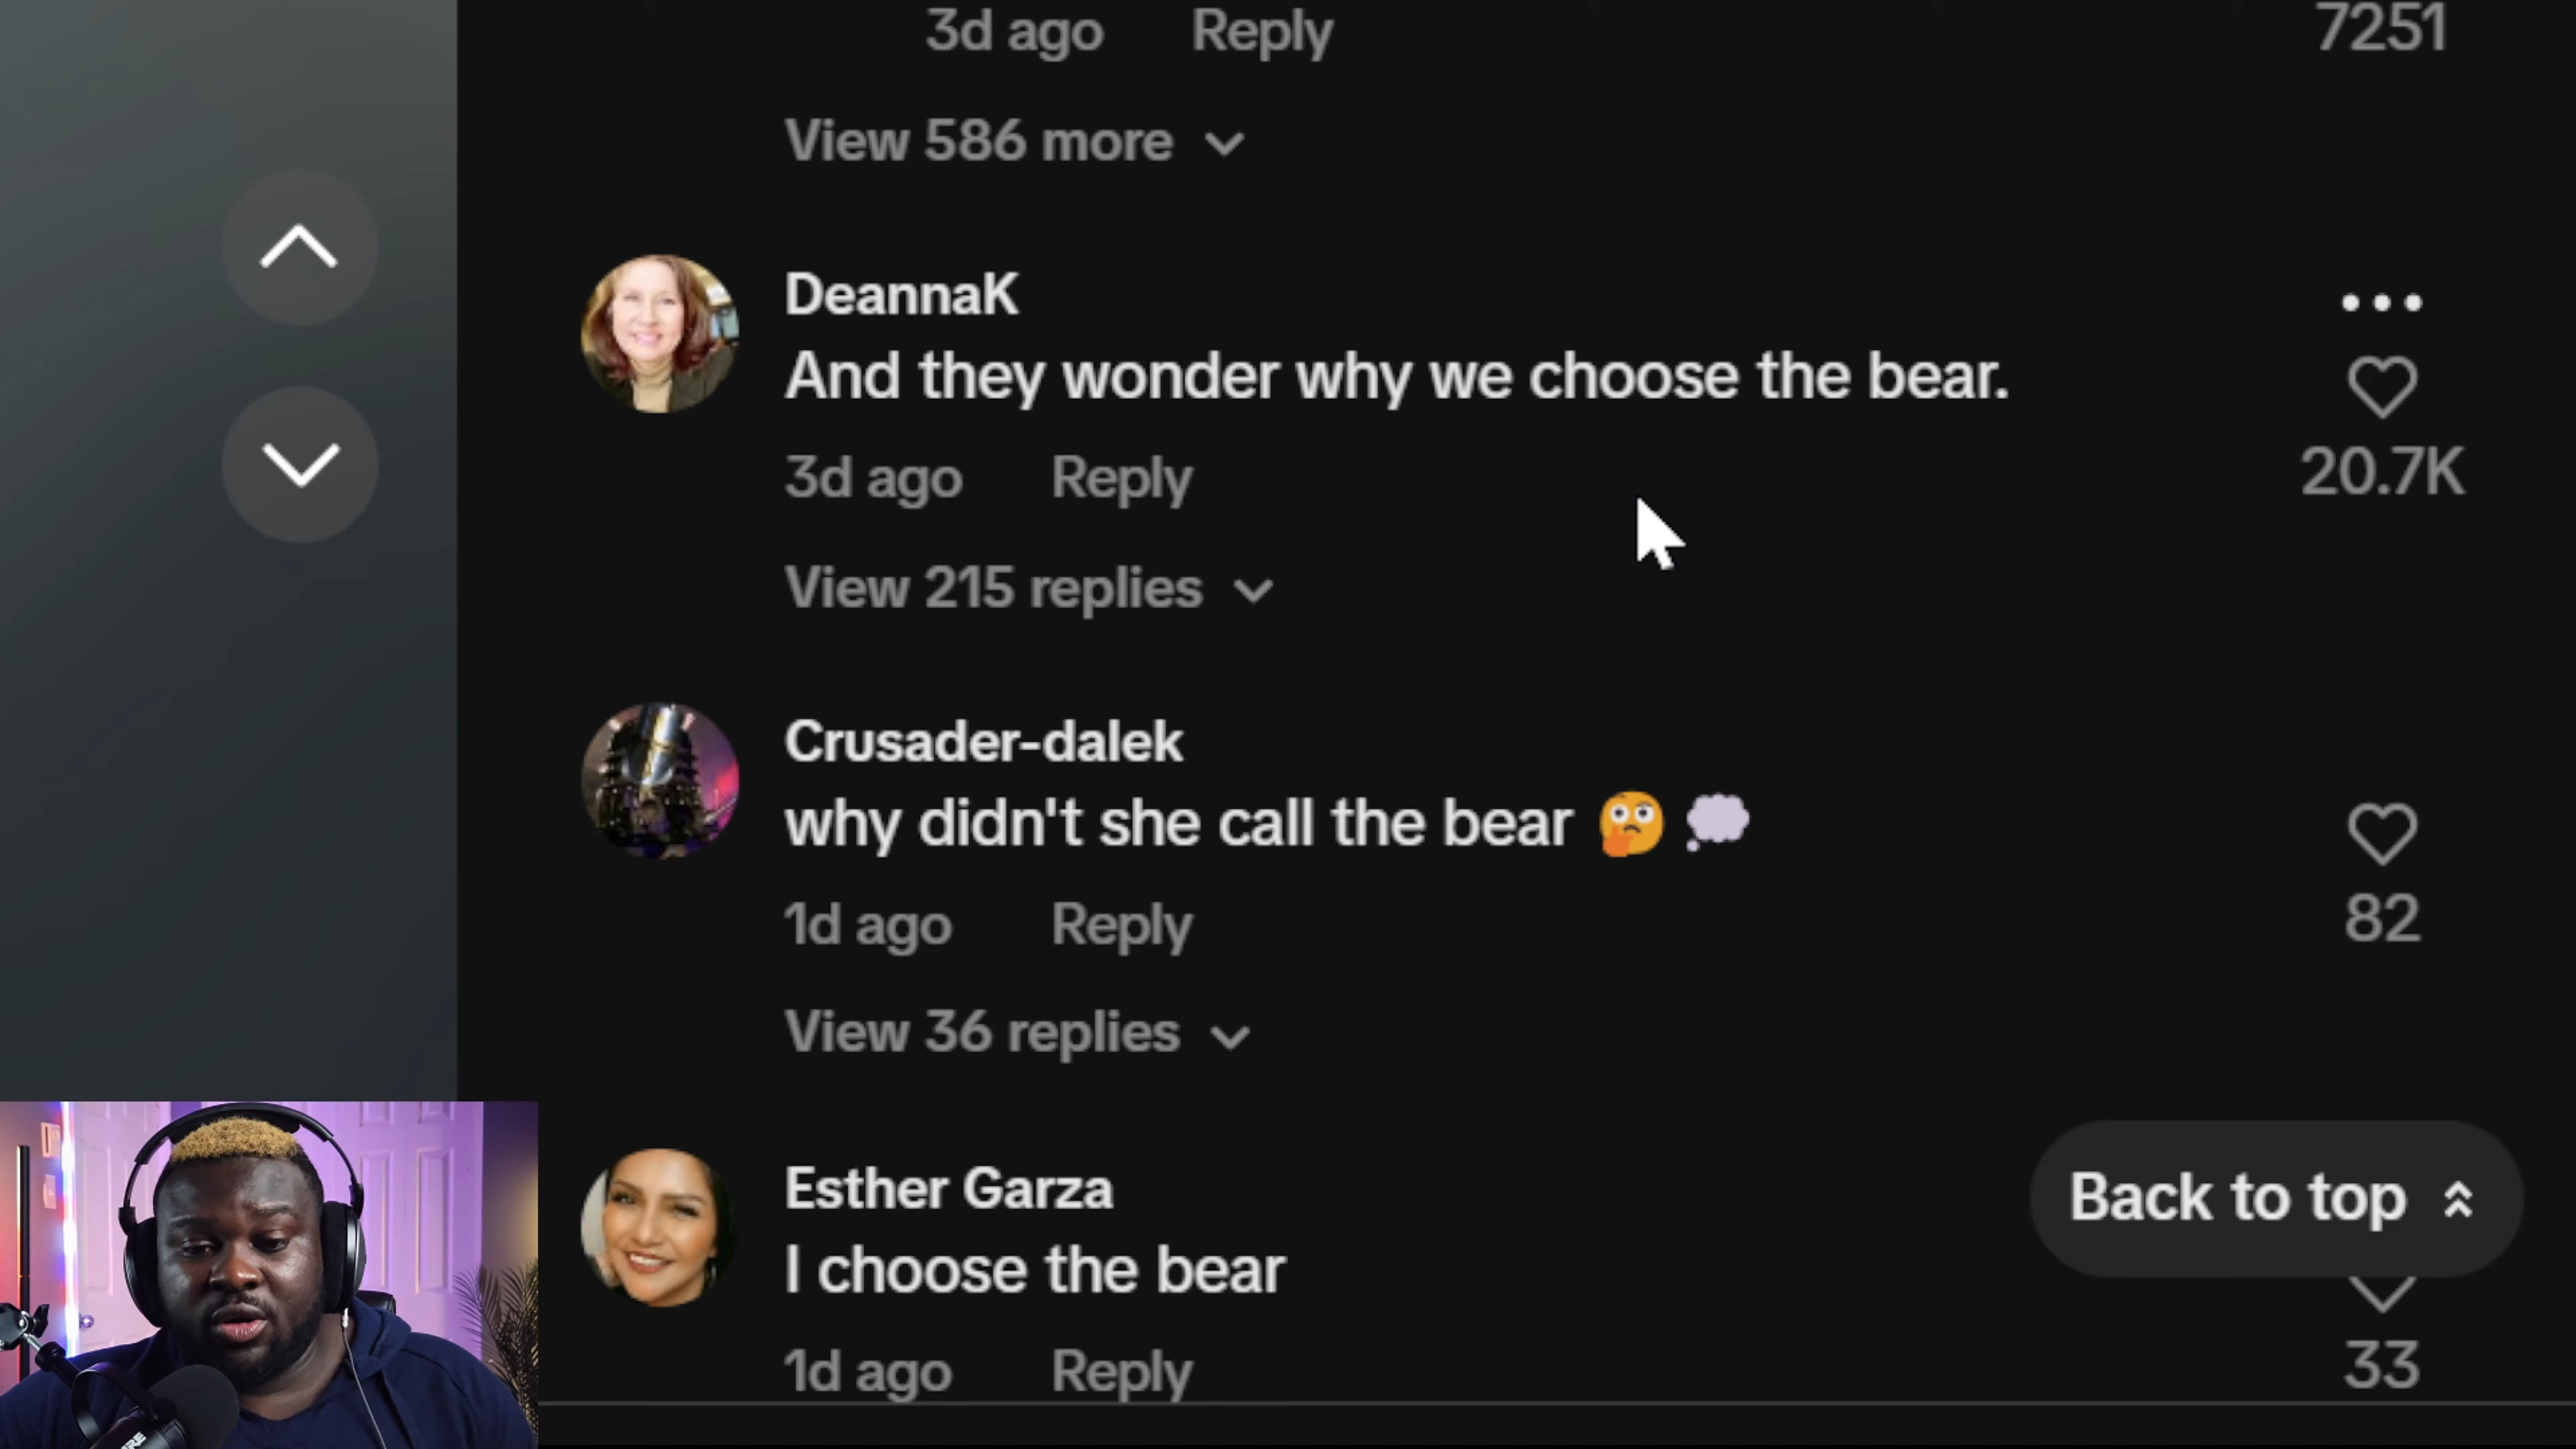 3d ago Reply 7251
View 586 more
DeannaK
And they wonder why we choose the bear.
3d ago Reply 20.7K
View 215 replies
Crusader-dalek
why didn't she call the bear 🤔 💭
1d ago Reply 82
View 36 replies
Esther Garza
Back to top
I choose the bear
1d ago Reply 33